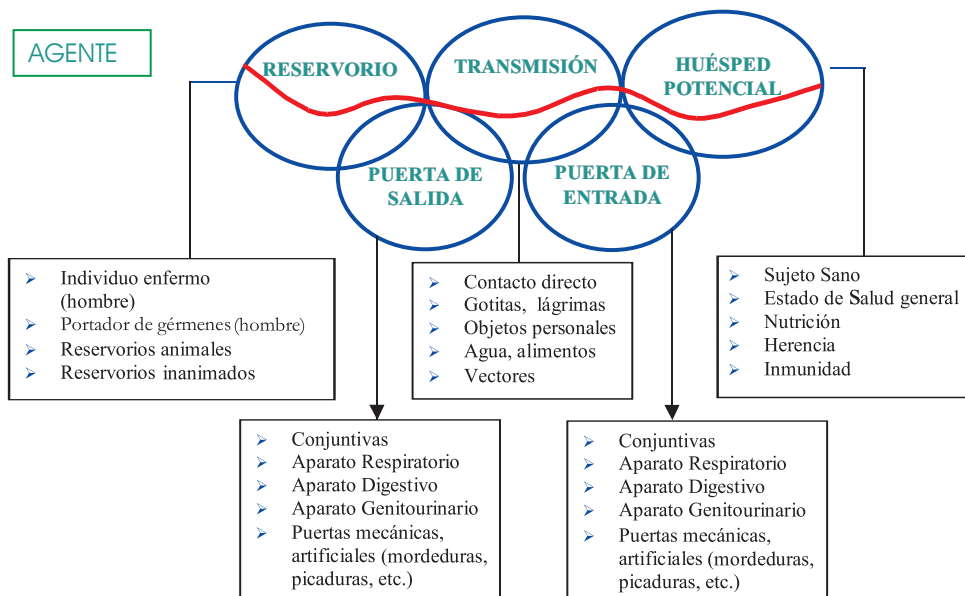 AGENTE
RESERVORIO
TRANSMISIÓN
HUÉSPED
POTENCIAL
PUERTA DE
SALIDA
PUERTA DE
ENTRADA
Individuo enfermo
(hombre)
Portador de gérmenes (hombre)
Reservorios animales
Reservorios inanimados
Contacto directo
Gotitas, lágrimas
Objetos personales
Agua, alimentos
Vectores
Sujeto Sano
Estado de Salud general
Nutrición
Herencia
Inmunidad
Conjuntivas
Aparato Respiratorio
Aparato Digestivo
Aparato Genitourinario
Puertas mecánicas,
artificiales (mordeduras,
picaduras, etc.)
Conjuntivas
Aparato Respiratorio
Aparato Digestivo
Aparato Genitourinario
Puertas mecánicas,
artificiales (mordeduras,
picaduras, etc.)